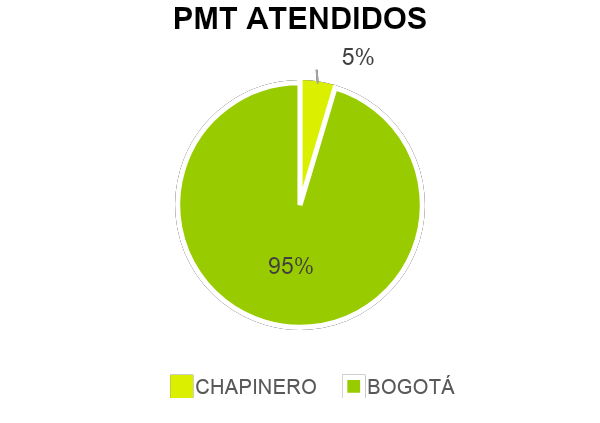 PMT ATENDIDOS
5%
95%
CHAPINERO BOGOTÁ